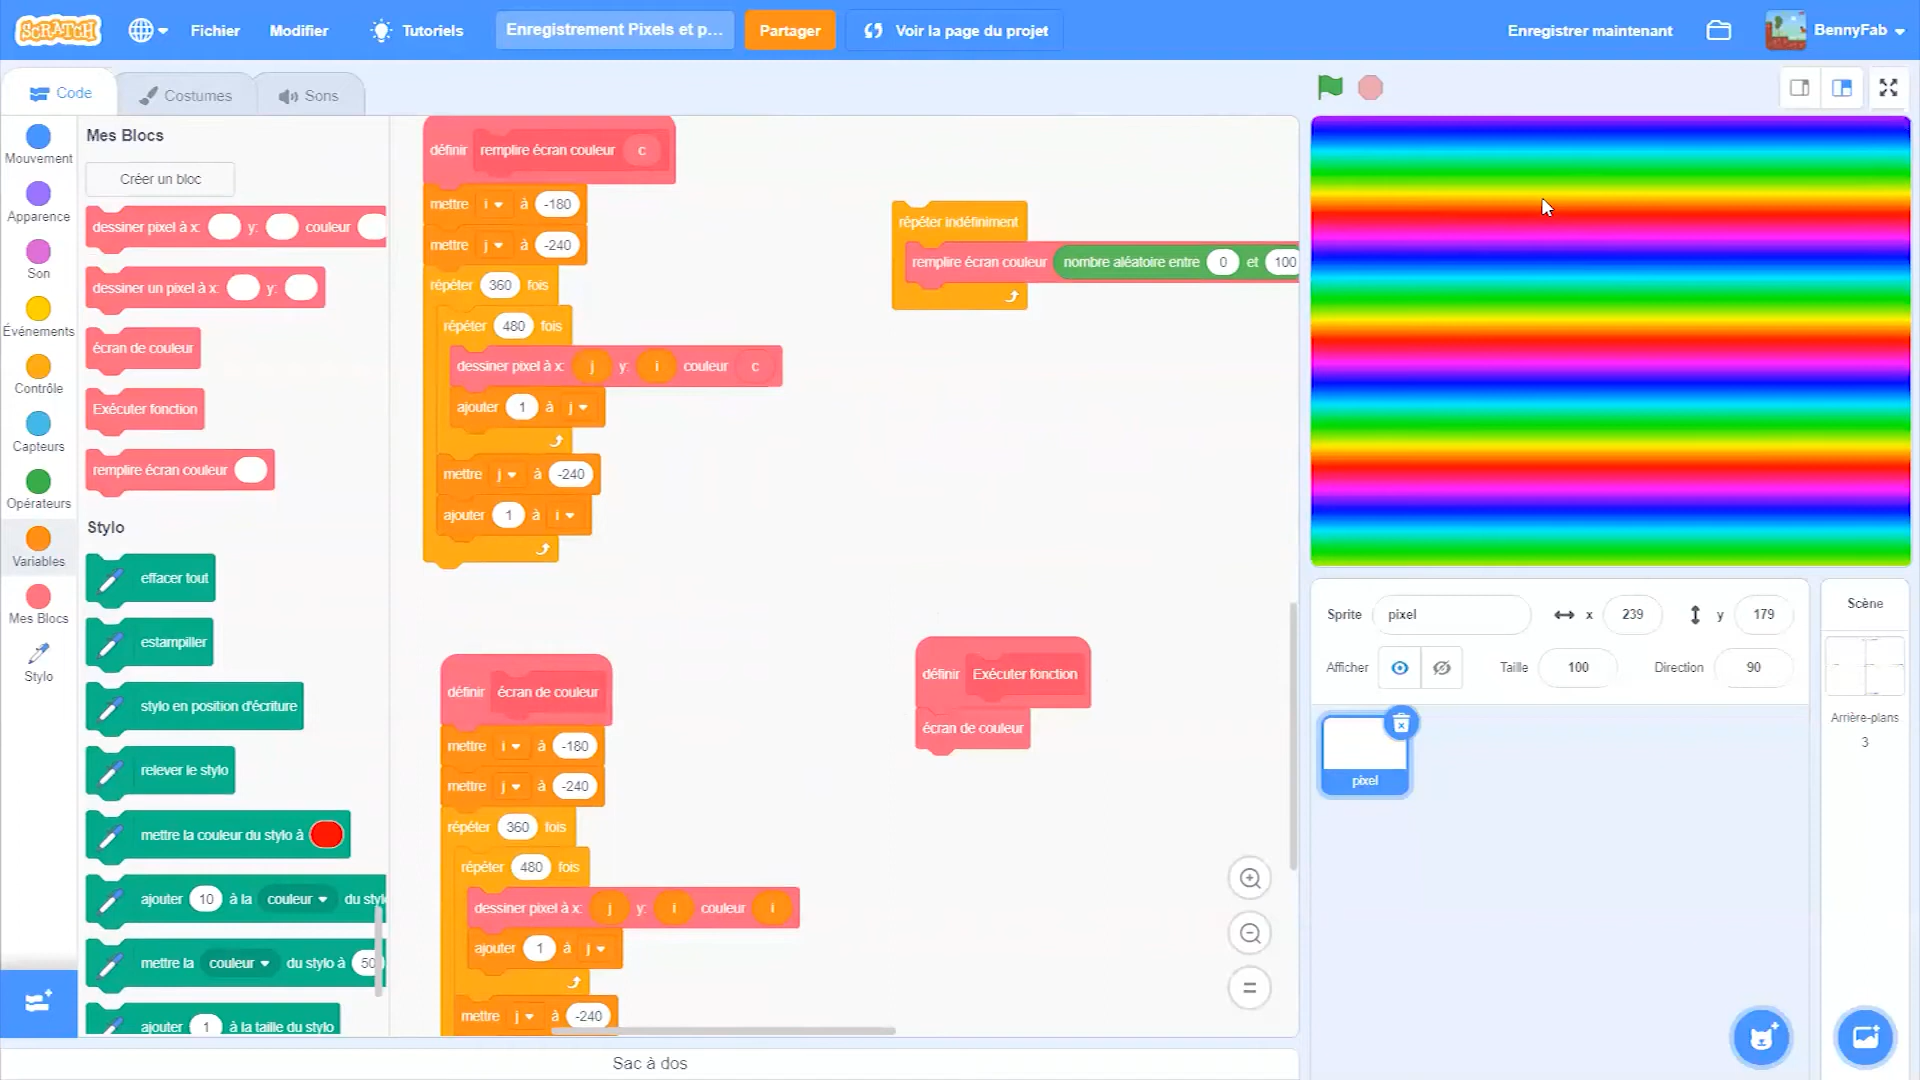 SCRATCH
Fichier
Modifier
Tutoriels
Enregistrement Pixels et p...
Partager
Voir la page du projet
Enregistrer maintenant
BennyFab
Code
Costumes
Sons
Mouvement
Apparence
Son
Événements
Contrôle
Capteurs
Opérateurs
Variables
Mes Blocs
Stylo
Mes Blocs
Créer un bloc
dessiner pixel à x: y: couleur
dessiner un pixel à x: y:
écran de couleur
Exécuter fonction
remplire écran couleur
Stylo
effacer tout
estampiller
stylo en position d'écriture
relever le stylo
mettre la couleur du stylo à
ajouter 10 à la couleur du stylo
mettre la couleur du stylo à 50
ajouter 1 à la taille du stylo
définir remplire écran couleur c
mettre i à -180
mettre j à -240
répéter 360 fois
répéter 480 fois
dessiner pixel à x: j y: i couleur c
ajouter 1 à j
mettre j à -240
ajouter 1 à i
répéter indéfiniment
remplire écran couleur nombre aléatoire entre 0 et 100
définir écran de couleur
mettre i à -180
mettre j à -240
répéter 360 fois
répéter 480 fois
dessiner pixel à x: j y: i couleur i
ajouter 1 à j
mettre j à -240
définir Exécuter fonction
écran de couleur
Sac à dos
Sprite pixel x 239 y 179
Afficher Taille 100 Direction 90
pixel
Scène
Arrière-plans
3